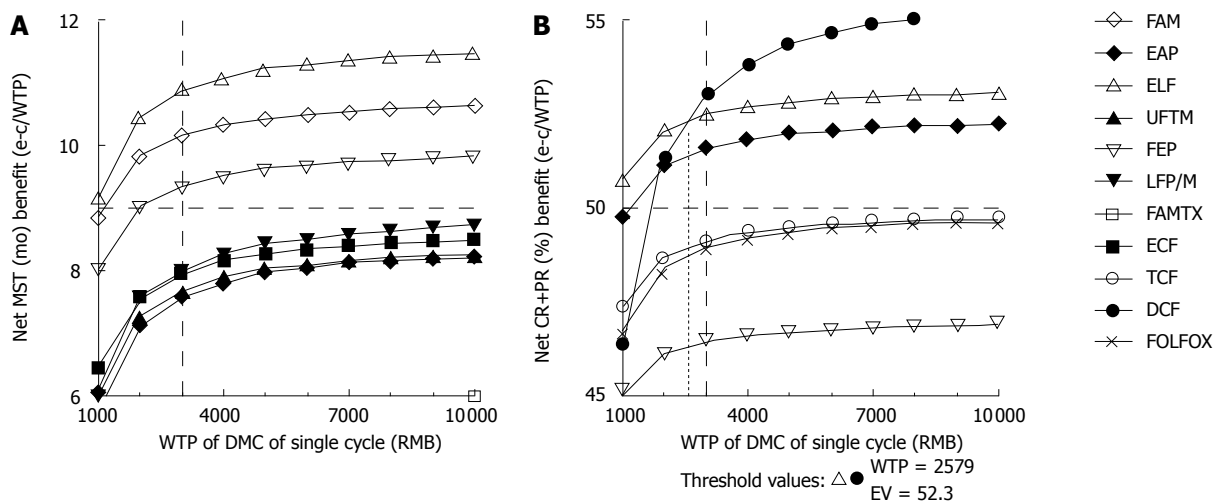 A
Net MST (mo) benefit (e-c/WTP)
12
10
8
6
1000
4000
7000
10000
WTP of DMC of single cycle (RMB)
B
Net CR+PR (%) benefit (e-c/WTP)
55
50
45
1000
4000
7000
10000
WTP of DMC of single cycle (RMB)
Threshold values:
WTP = 2579
EV = 52.3
FAM
EAP
ELF
UFTM
FEP
LFP/M
FAMTX
ECF
TCF
DCF
FOLFOX